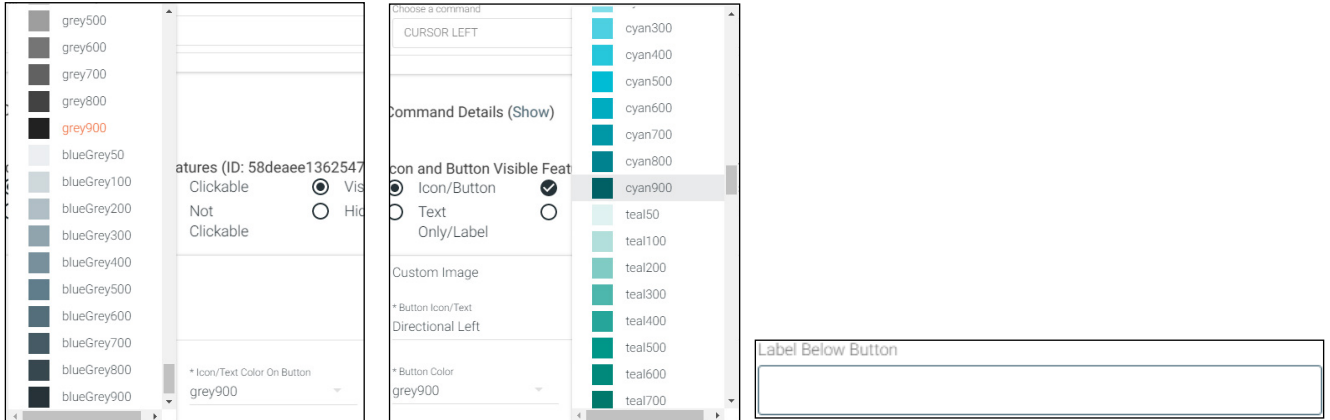 grey500
grey600
grey700
grey800
grey900
blueGrey50
blueGrey100
blueGrey200
blueGrey300
blueGrey400
blueGrey500
blueGrey600
blueGrey700
blueGrey800
blueGrey900
atures (ID: 58deaee1362547
Clickable
Vis
Not
Clickable
Hid
* Icon/Text Color On Button
grey900
Choose a command
CURSOR LEFT
Command Details (Show)
con and Button Visible Feat
Icon/Button
Text
Only/Label
Custom Image
* Button Icon/Text
Directional Left
* Button Color
grey900
cyan300
cyan400
cyan500
cyan600
cyan700
cyan800
cyan900
teal50
teal100
teal200
teal300
teal400
teal500
teal600
teal700
Label Below Button